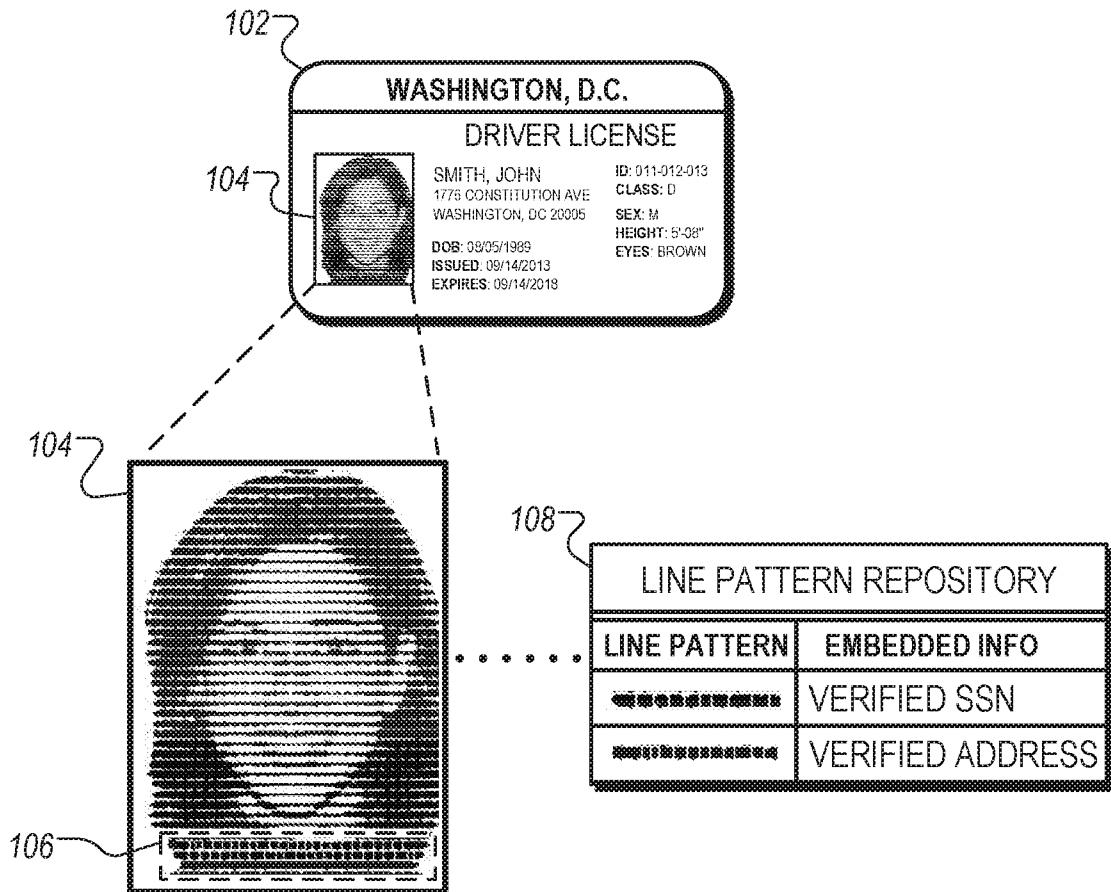 102
WASHINGTON, D.C.
DRIVER LICENSE
104
SMITH, JOHN
1776 CONSTITUTION AVE
WASHINGTON, DC 20005
DOB: 08/05/1989
ISSUED: 09/14/2013
EXPIRES: 09/14/2018
ID: 011-012-013
CLASS: D
SEX: M
HEIGHT: 5'-08"
EYES: BROWN
104
108
LINE PATTERN REPOSITORY
LINE PATTERN EMBEDDED INFO
VERIFIED SSN
VERIFIED ADDRESS
106